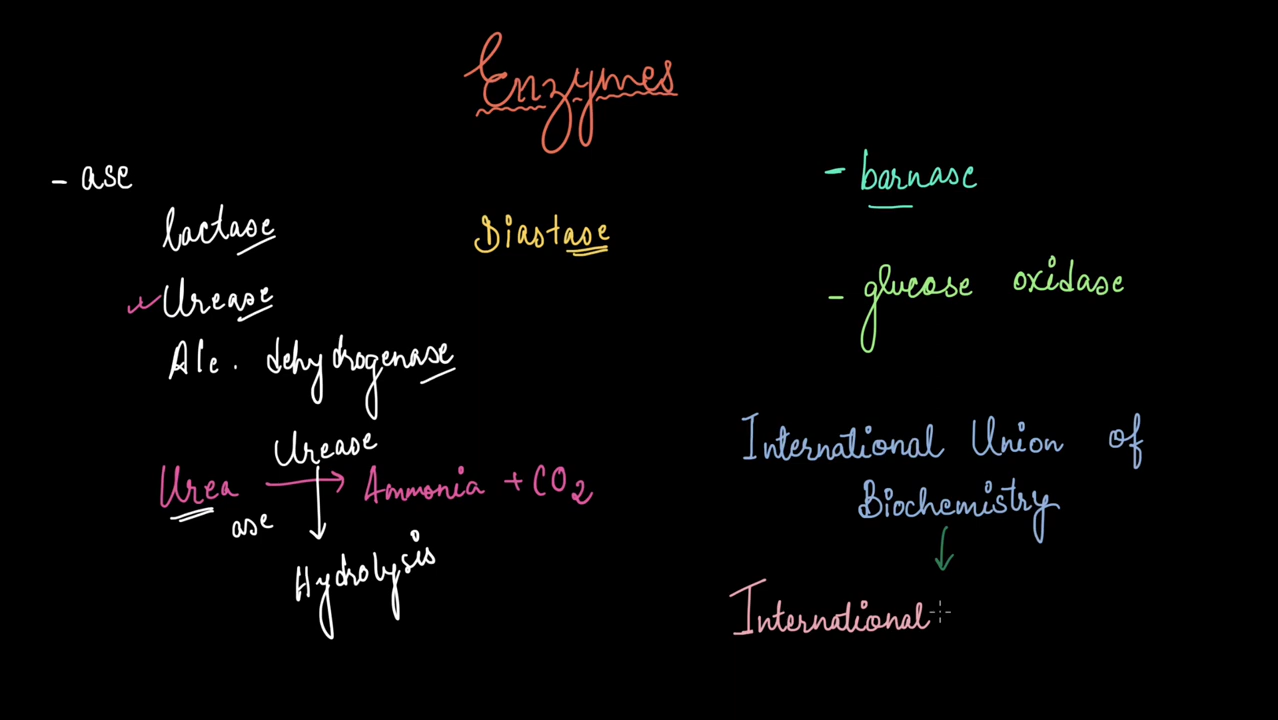 Enzymes
- ase
lactase
Urease
Alc. dehydrogenase
Diastase
Urease
Urea → Ammonia + CO2
ase
Hydrolysis
- barnase
- glucose oxidase
International Union of
Biochemistry
International